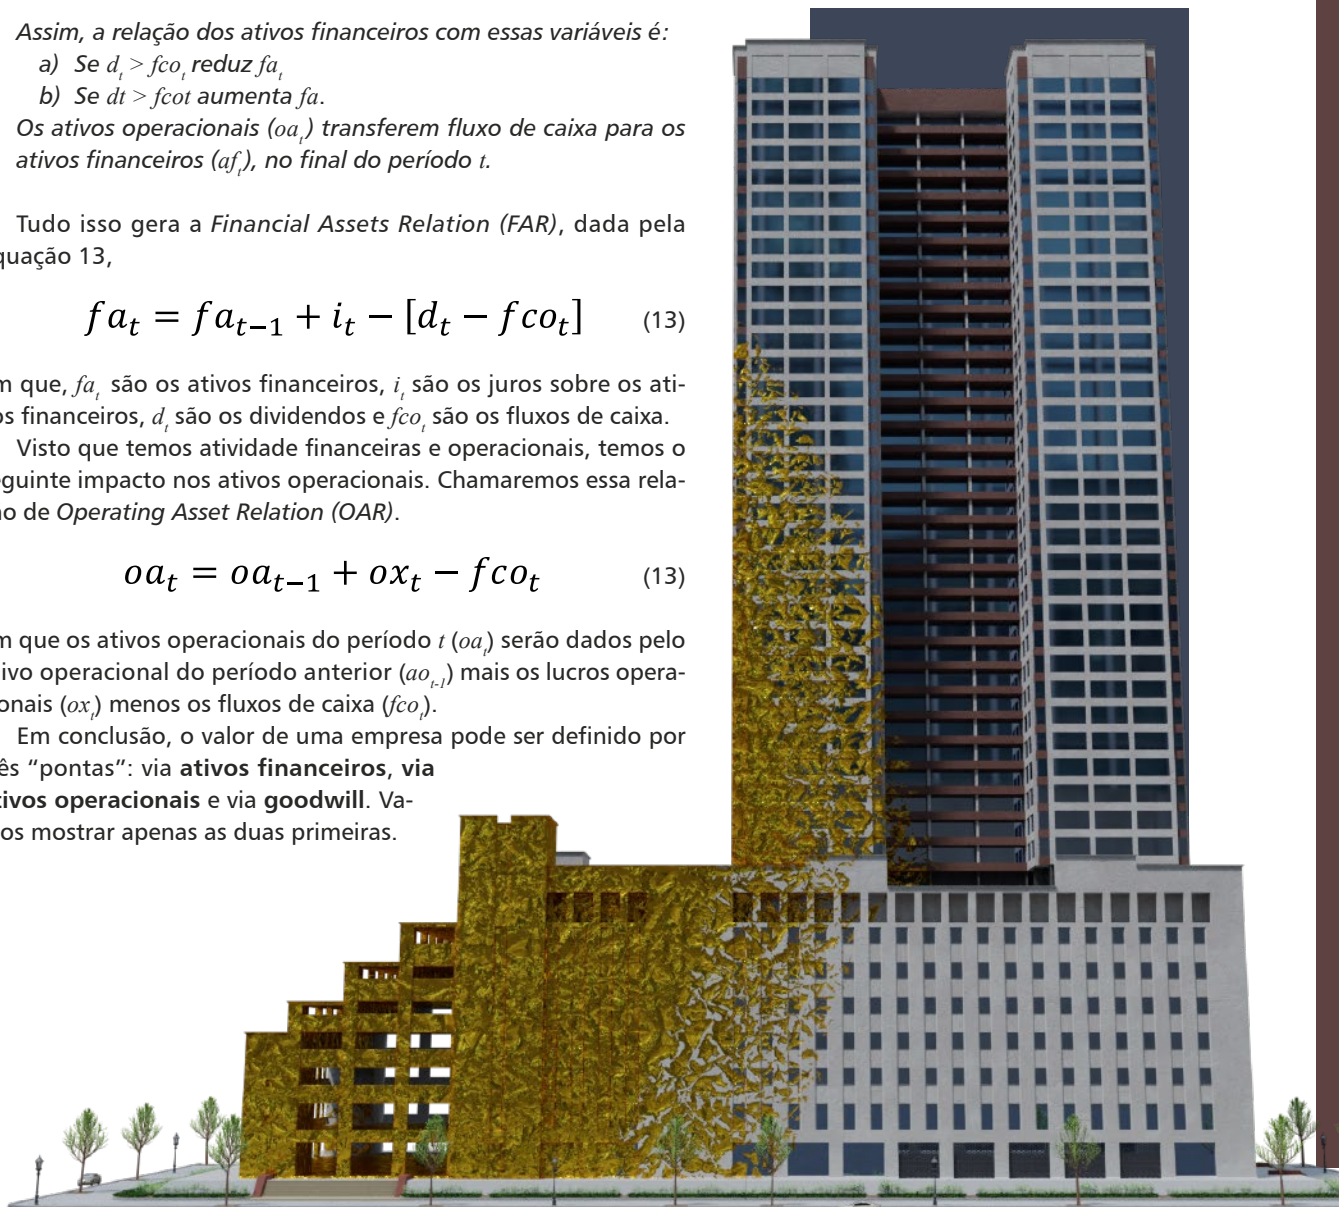 Assim, a relação dos ativos financeiros com essas variáveis é:
a) Se dₜ > fcoₜ reduz faₜ
b) Se dt > fcot aumenta fa.
Os ativos operacionais (oaₜ) transferem fluxo de caixa para os
ativos financeiros (afₜ), no final do período t.
Tudo isso gera a Financial Assets Relation (FAR), dada pela
quação 13,
faₜ = faₜ₋₁ + iₜ − [dₜ − fcoₜ] (13)
m que, faₜ são os ativos financeiros, iₜ são os juros sobre os ati-
os financeiros, dₜ são os dividendos e fcoₜ são os fluxos de caixa.
Visto que temos atividade financeiras e operacionais, temos o
eguinte impacto nos ativos operacionais. Chamaremos essa rela-
ão de Operating Asset Relation (OAR).
oaₜ = oaₜ₋₁ + oxₜ − fcoₜ (13)
m que os ativos operacionais do período t (oaₜ) serão dados pelo
ivo operacional do período anterior (aoₜ₋₁) mais os lucros opera-
onais (oxₜ) menos os fluxos de caixa (fcoₜ).
Em conclusão, o valor de uma empresa pode ser definido por
ês “pontas”: via ativos financeiros, via
tivos operacionais e via goodwill. Va-
os mostrar apenas as duas primeiras.